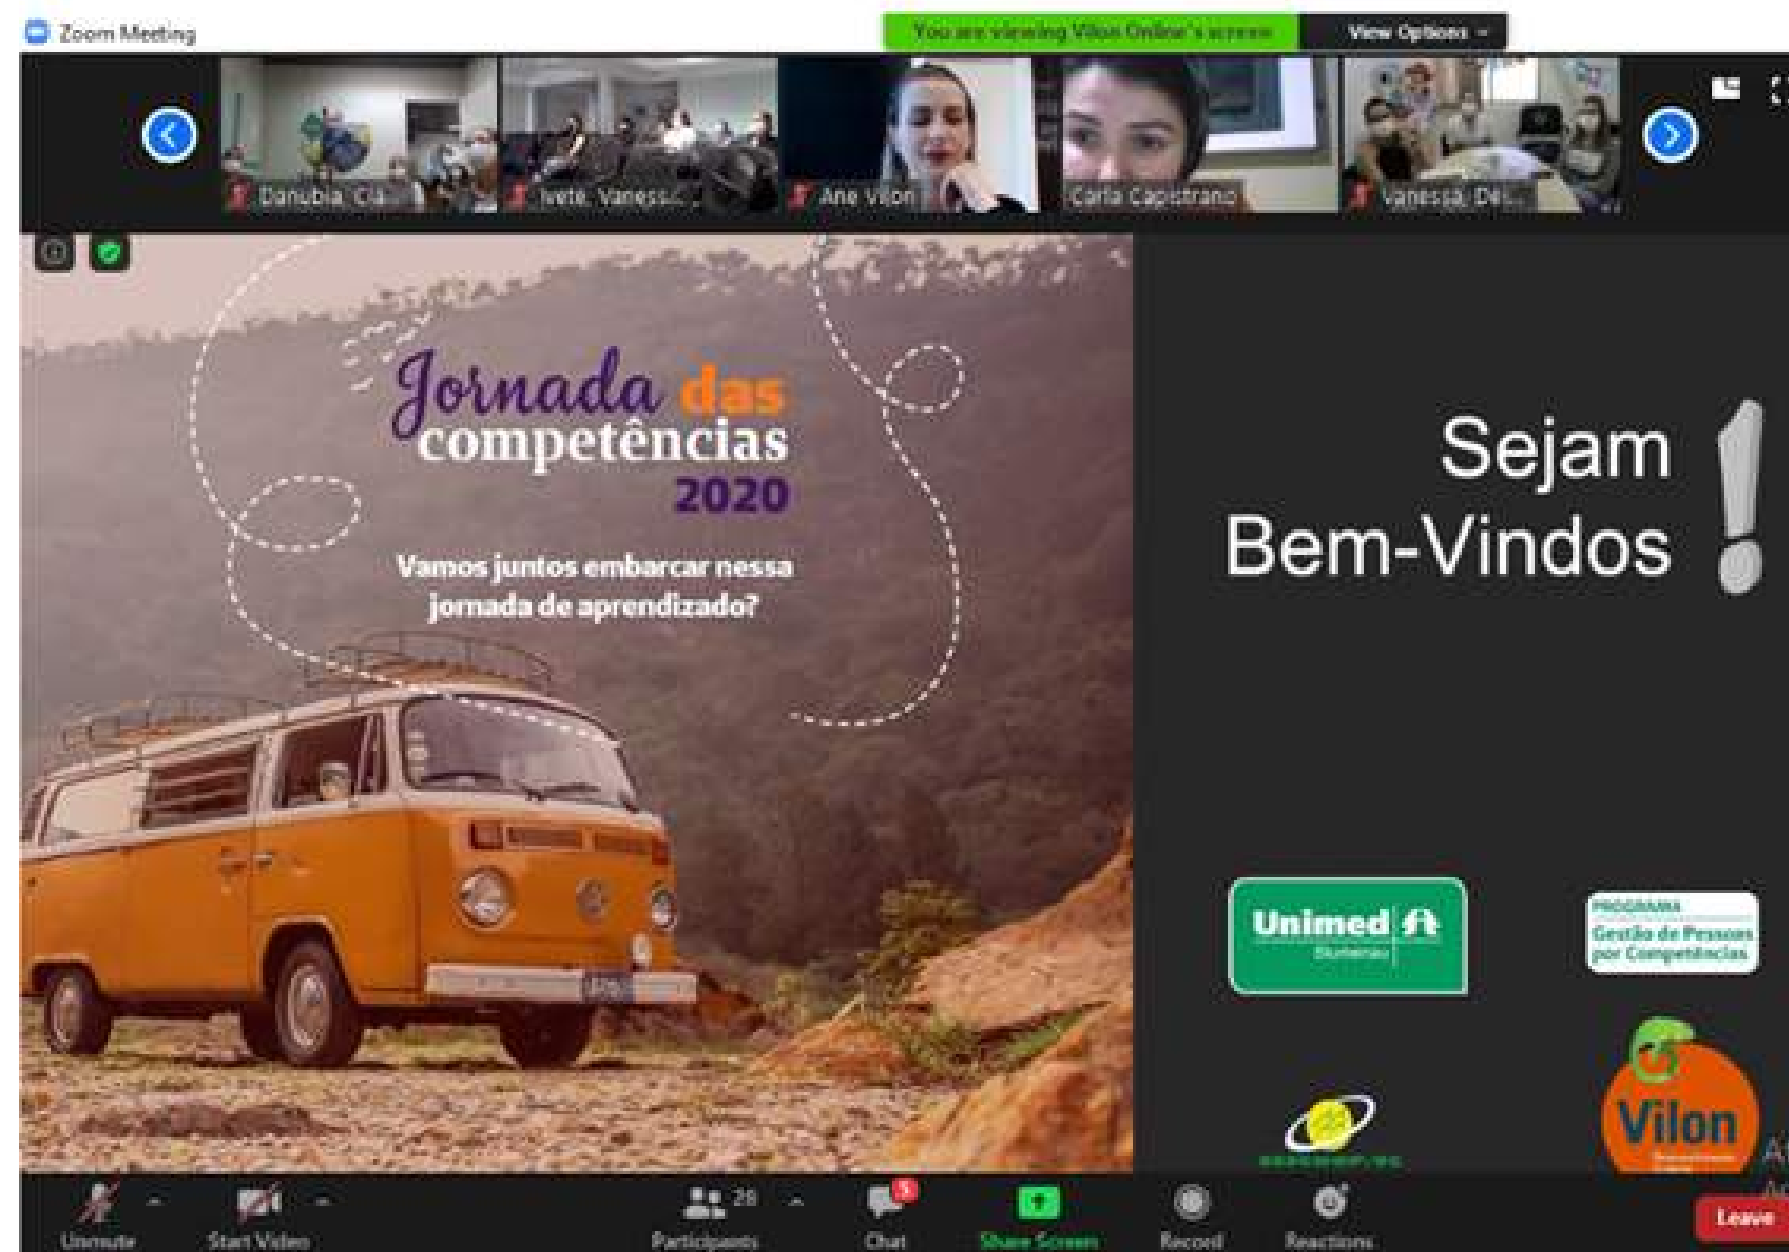 Zoom Meeting
You are viewing Vilon Online's screen
View Options
Danubia, Cla...
Ivete, Vaness...
Ane Vilon
Carla Capistrano
Vanessa, De...
Jornada das
competências
2020
Vamos juntos embarcar nessa
jornada de aprendizado?
Sejam
Bem-Vindos!
Unimed
Blumenau
PROGRAMA
Gestão de Pessoas
por Competências
Vilon
Unmute
Start Video
Participants
28
Chat
5
Share Screen
Record
Reactions
Leave